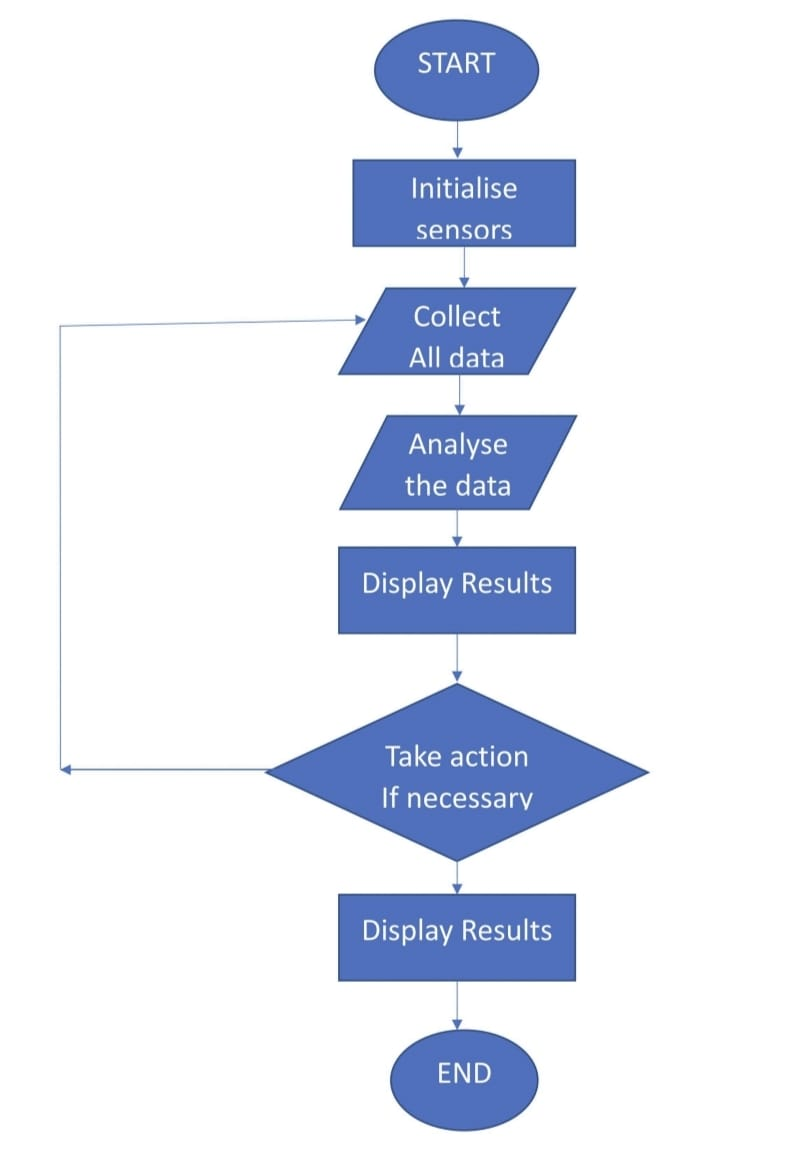 START
Initialise
sensors
Collect
All data
Analyse
the data
Display Results
Take action
If necessary
Display Results
END